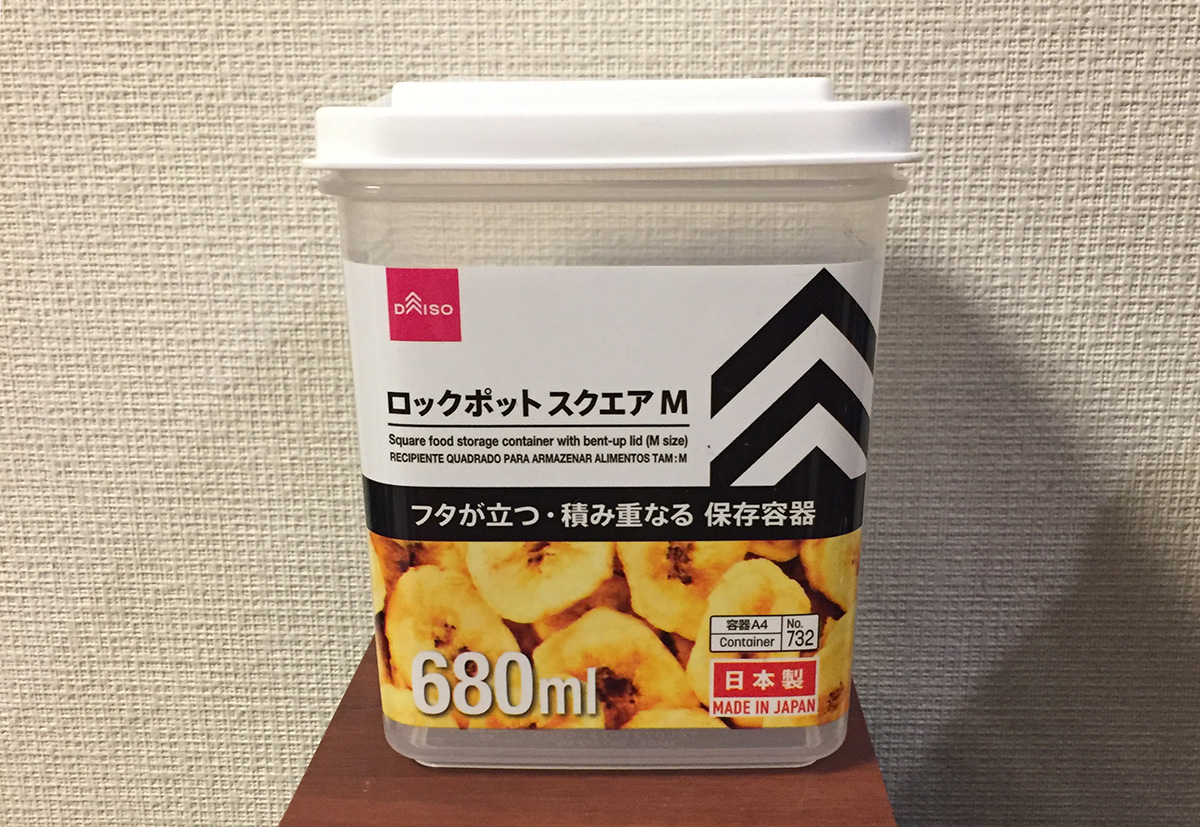 DAISO
ロックポット スクエア M
Square food storage container with bent-up lid (M size)
RECIPIENTE QUADRADO PARA ARMAZENAR ALIMENTOS TAM : M
フタが立つ・積み重なる 保存容器
容器A4 No.
Container 732
680ml
日本製
MADE IN JAPAN